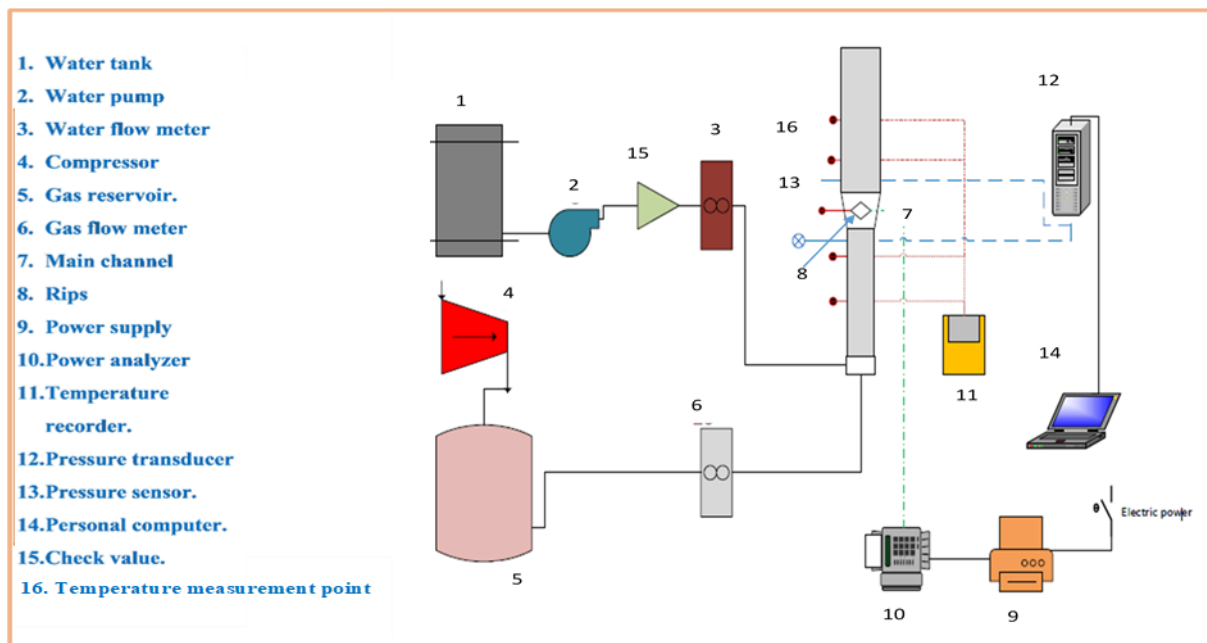 1. Water tank
2. Water pump
3. Water flow meter
4. Compressor
5. Gas reservoir.
6. Gas flow meter
7. Main channel
8. Rips
9. Power supply
10.Power analyzer
11.Temperature
recorder.
12.Pressure transducer
13.Pressure sensor.
14.Personal computer.
15.Check value.
16. Temperature measurement point
1
2
15
3
16
13
7
8
12
4
14
11
6
5
10
9
Electric power